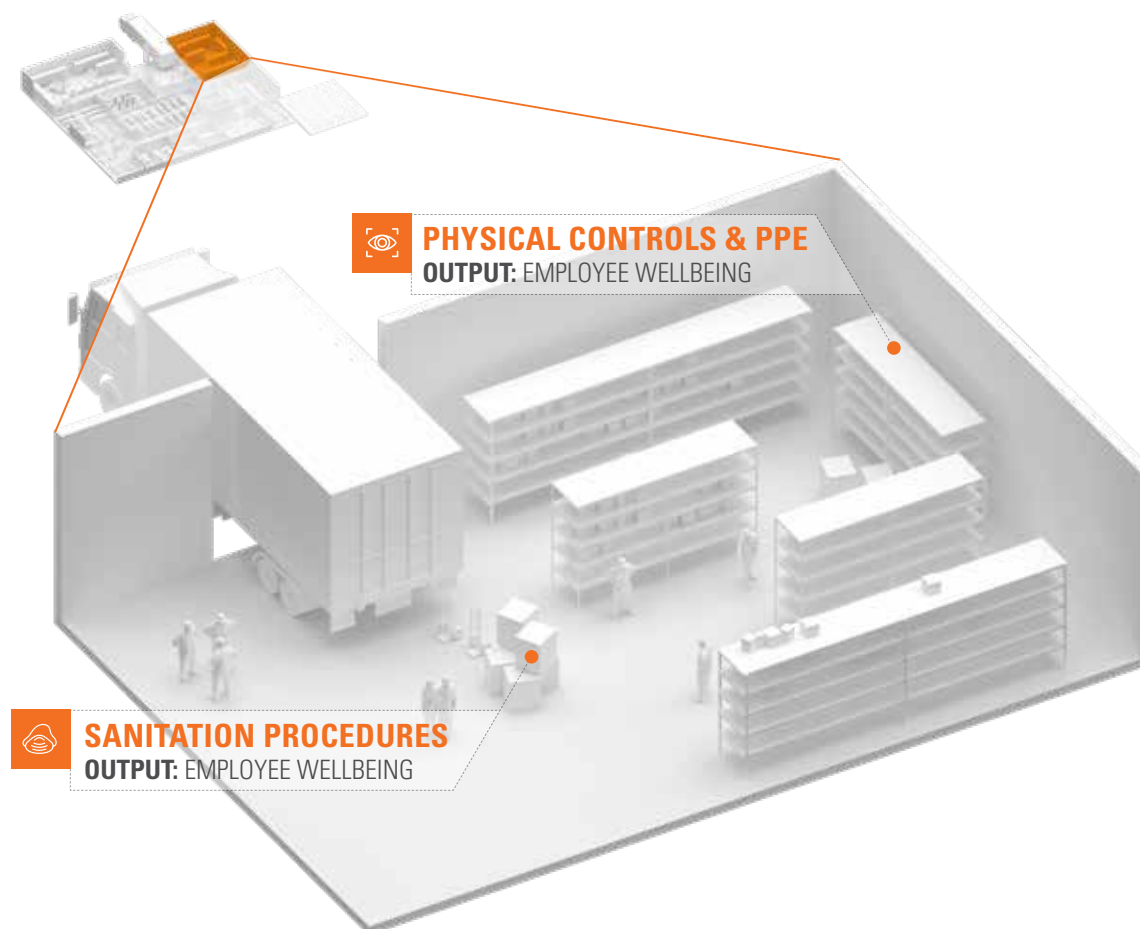 PHYSICAL CONTROLS & PPE
OUTPUT: EMPLOYEE WELLBEING
SANITATION PROCEDURES
OUTPUT: EMPLOYEE WELLBEING